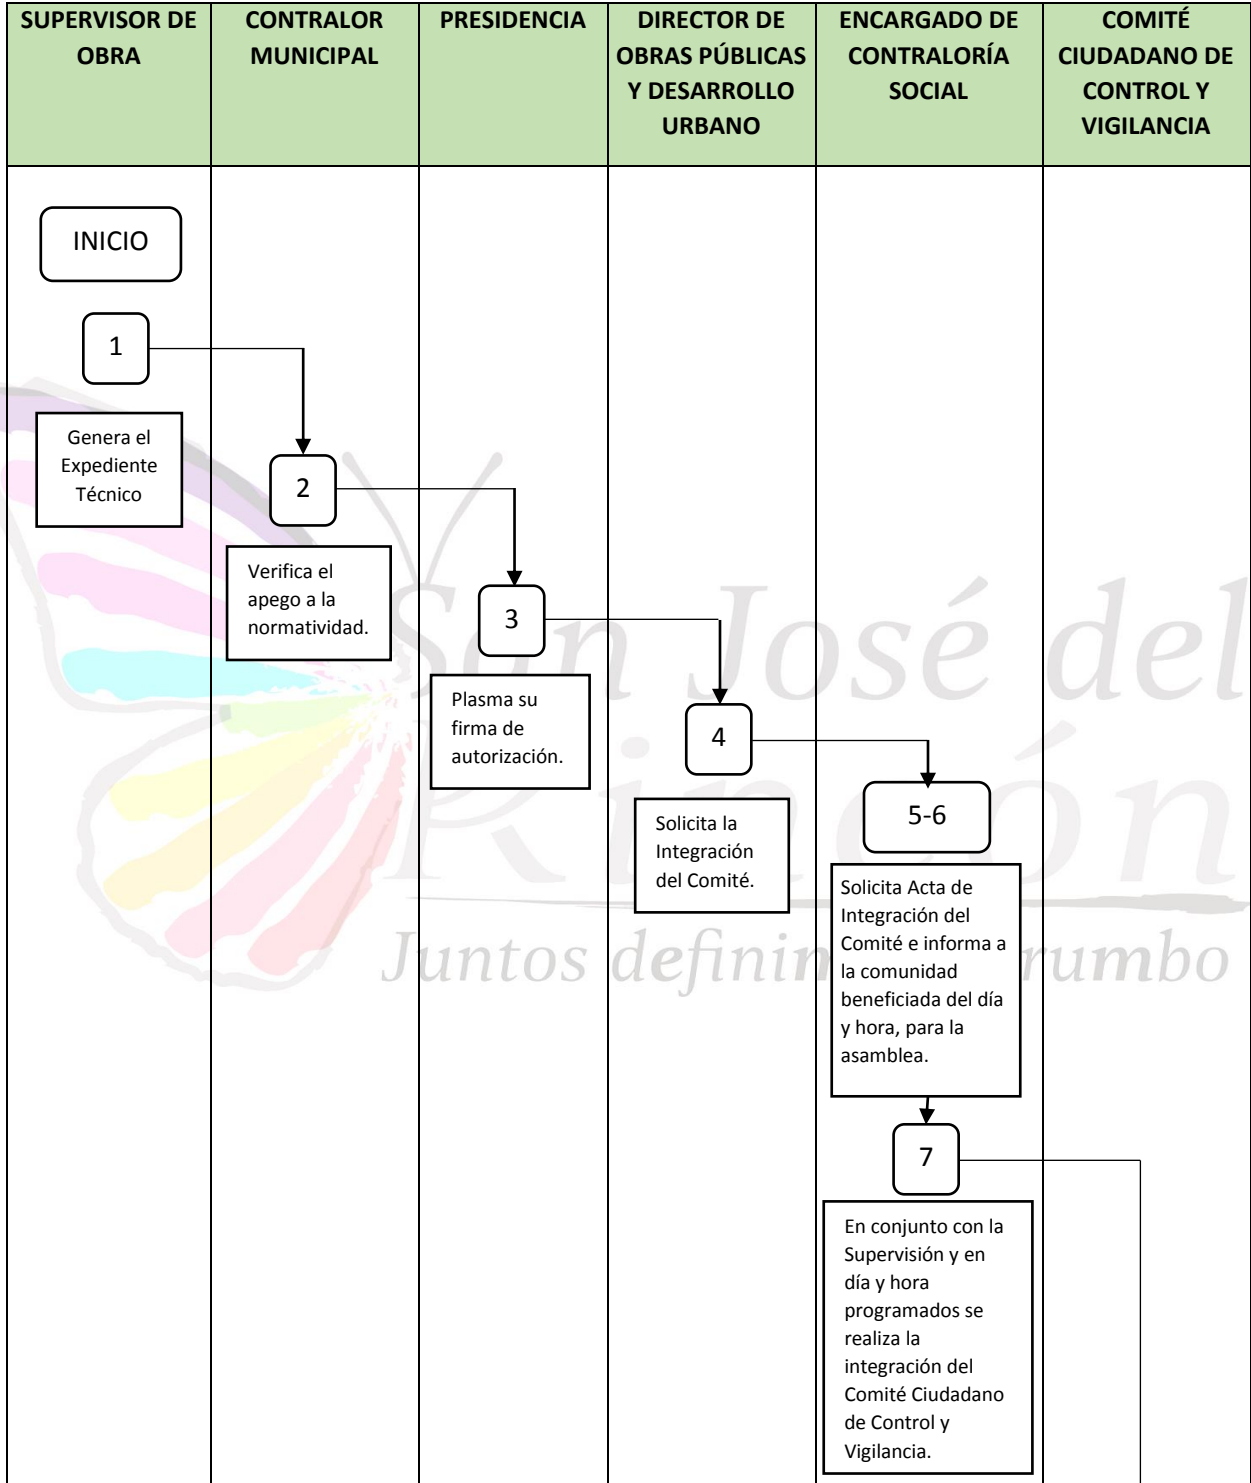 SUPERVISOR DE
OBRA
CONTRALOR
MUNICIPAL
PRESIDENCIA
DIRECTOR DE
OBRAS PÚBLICAS
Y DESARROLLO
URBANO
ENCARGADO DE
CONTRALORÍA
SOCIAL
COMITÉ
CIUDADANO DE
CONTROL Y
VIGILANCIA
INICIO
1
Genera el
Expediente
Técnico
2
Verifica el
apego a la
normatividad.
3
Plasma su
firma de
autorización.
4
Solicita la
Integración
del Comité.
5-6
Solicita Acta de
Integración del
Comité e informa a
la comunidad
beneficiada del día
y hora, para la
asamblea.
7
En conjunto con la
Supervisión y en
día y hora
programados se
realiza la
integración del
Comité Ciudadano
de Control y
Vigilancia.
San José del
Rincón
Juntos rumbo